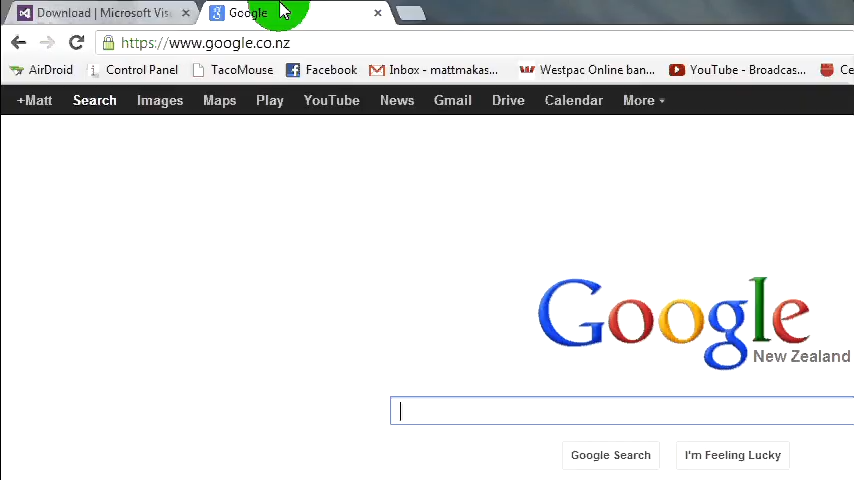 Download | Microsoft Vis
Google
https://www.google.co.nz
AirDroid Control Panel TacoMouse Facebook Inbox - mattmakas... Westpac Online ban... YouTube - Broadcas... Ce
+Matt Search Images Maps Play YouTube News Gmail Drive Calendar More
Google
New Zealand
Google Search I'm Feeling Lucky